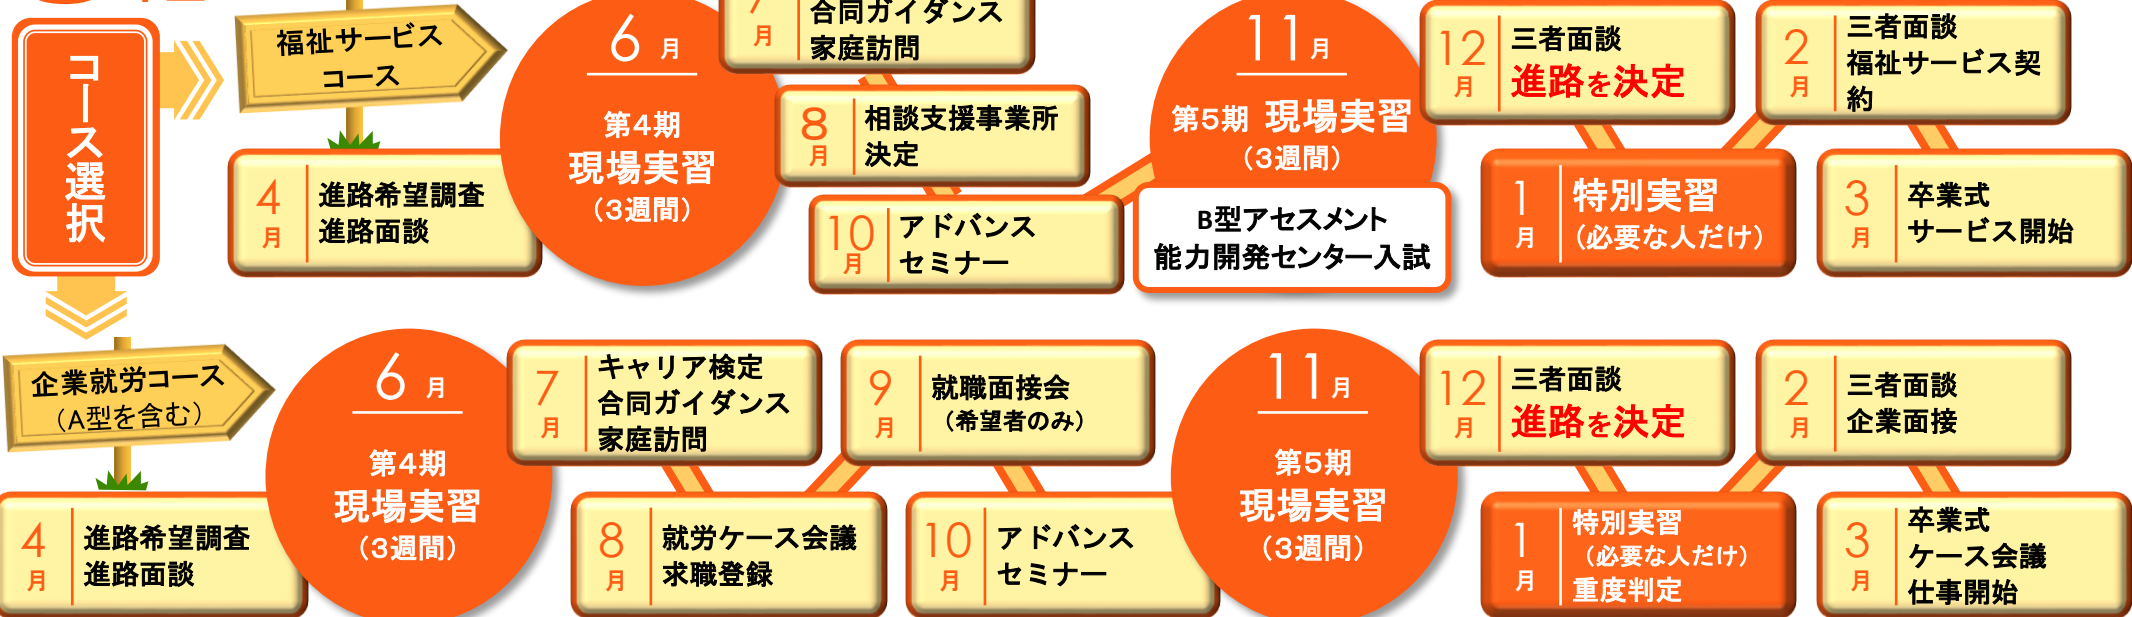 コース選択
福祉サービス
コース
4月
進路希望調査
進路面談
6月
第4期
現場実習
（3週間）
月
合同ガイダンス
家庭訪問
8月
相談支援事業所
決定
10月
アドバンス
セミナー
11月
第5期 現場実習
（3週間）
B型アセスメント
能力開発センター入試
12月
三者面談
進路を決定
1月
特別実習
（必要な人だけ）
2月
三者面談
福祉サービス契
約
3月
卒業式
サービス開始
企業就労コース
（A型を含む）
4月
進路希望調査
進路面談
6月
第4期
現場実習
（3週間）
7月
キャリア検定
合同ガイダンス
家庭訪問
8月
就労ケース会議
求職登録
9月
就職面接会
（希望者のみ）
10月
アドバンス
セミナー
11月
第5期
現場実習
（3週間）
12月
三者面談
進路を決定
1月
特別実習
（必要な人だけ）
重度判定
2月
三者面談
企業面接
3月
卒業式
ケース会議
仕事開始